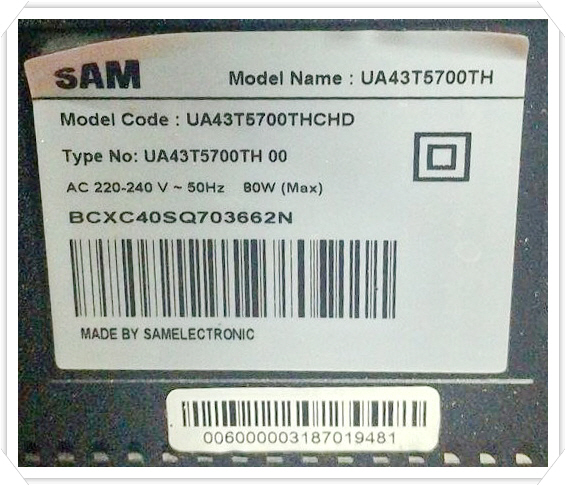 SAM
Model Name : UA43T5700TH
Model Code : UA43T5700THCHD
Type No: UA43T5700TH 00
AC 220-240 V ~ 50Hz 80W (Max)
BCXC40SQ703662N
MADE BY SAMELECTRONIC
006000003187019481